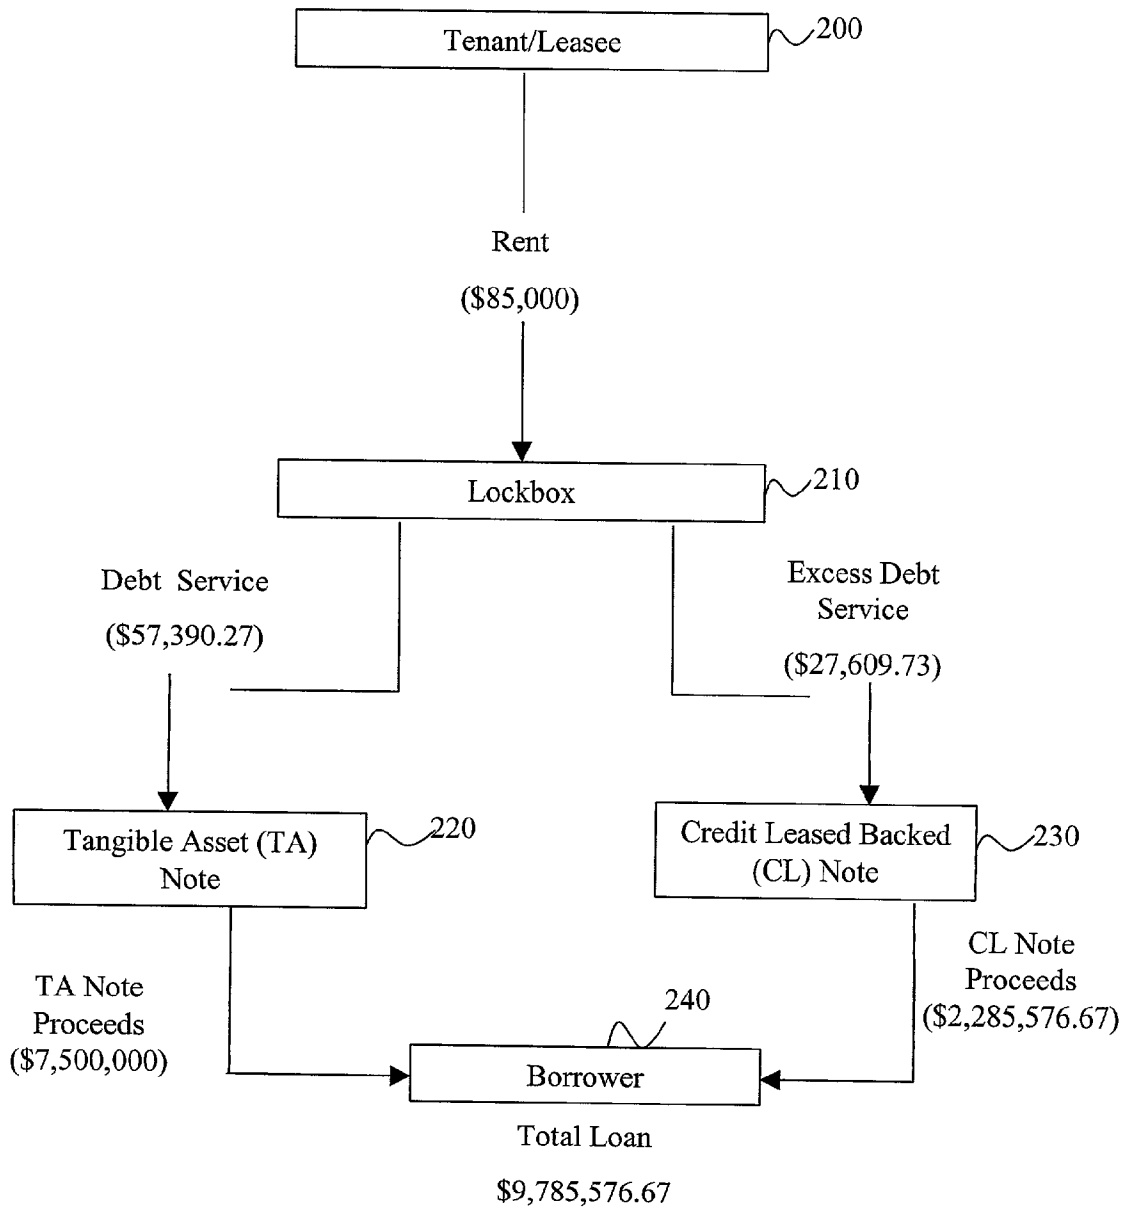 Tenant/Leasee
200
Rent
($85,000)
Lockbox
210
Debt Service
($57,390.27)
Excess Debt
Service
($27,609.73)
Tangible Asset (TA)
Note
220
Credit Leased Backed
(CL) Note
230
TA Note
Proceeds
($7,500,000)
CL Note
Proceeds
($2,285,576.67)
240
Borrower
Total Loan
$9,785,576.67